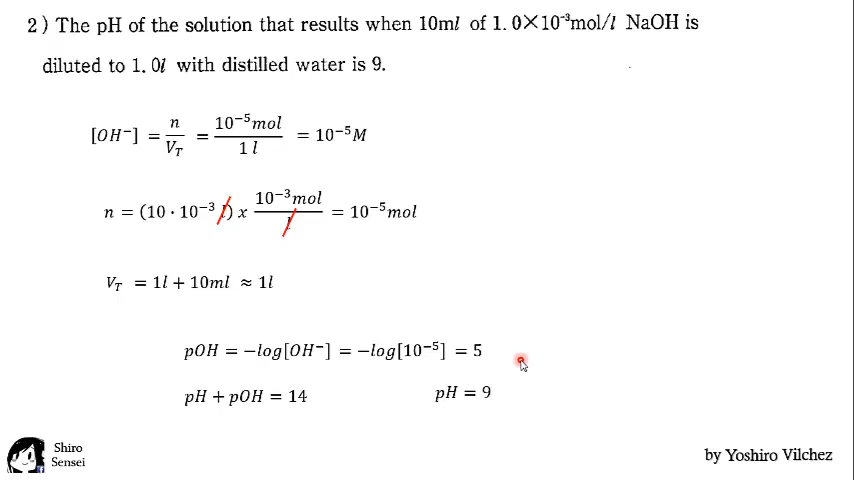 2) The pH of the solution that results when 10ml of 1.0×10⁻³mol/l NaOH is
diluted to 1.0l with distilled water is 9.
[OH⁻] = n/V_T = 10⁻⁵mol/1 l = 10⁻⁵M
n = (10 · 10⁻³ l) x 10⁻³mol/l = 10⁻⁵mol
V_T = 1l + 10ml ≈ 1l
pOH = −log[OH⁻] = −log[10⁻⁵] = 5
pH + pOH = 14 pH = 9
Shiro
Sensei
by Yoshiro Vilchez